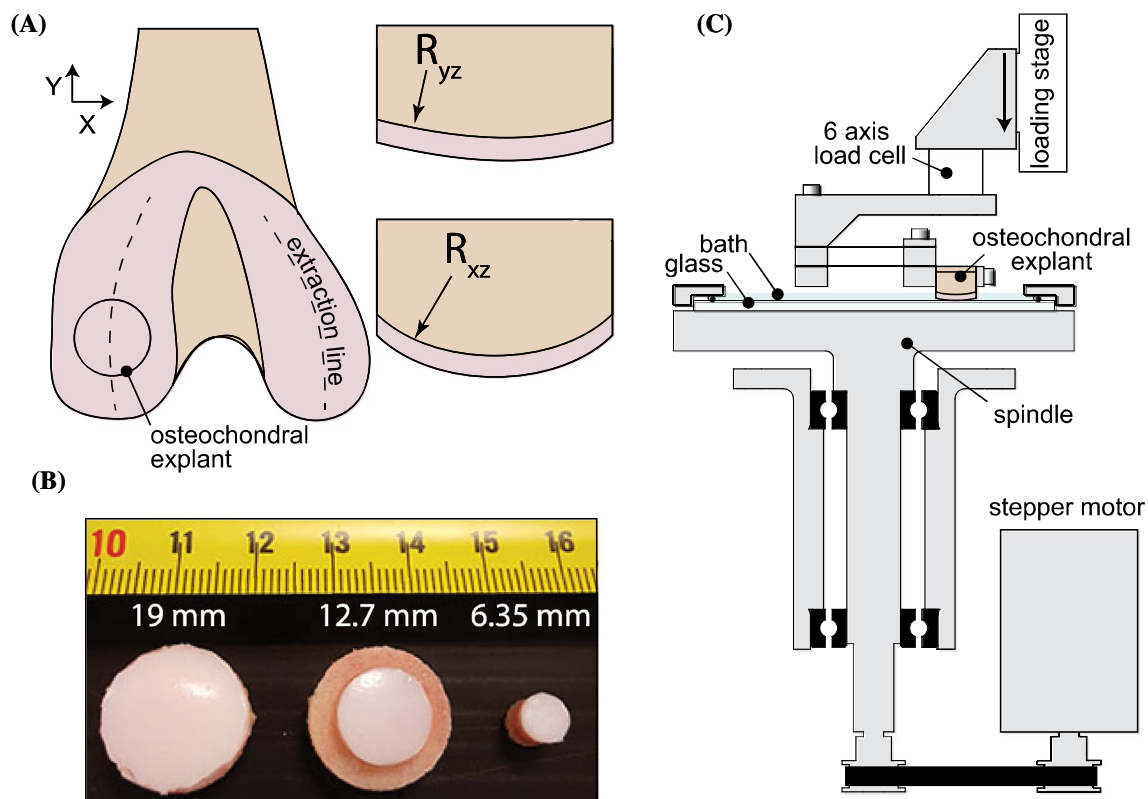 (A)
Y
X
extraction line
osteochondral
explant
R
yz
R
xz
(B)
10 11 12 13 14 15 16
19 mm 12.7 mm 6.35 mm
(C)
loading stage
6 axis
load cell
bath
glass
osteochondral
explant
spindle
stepper motor